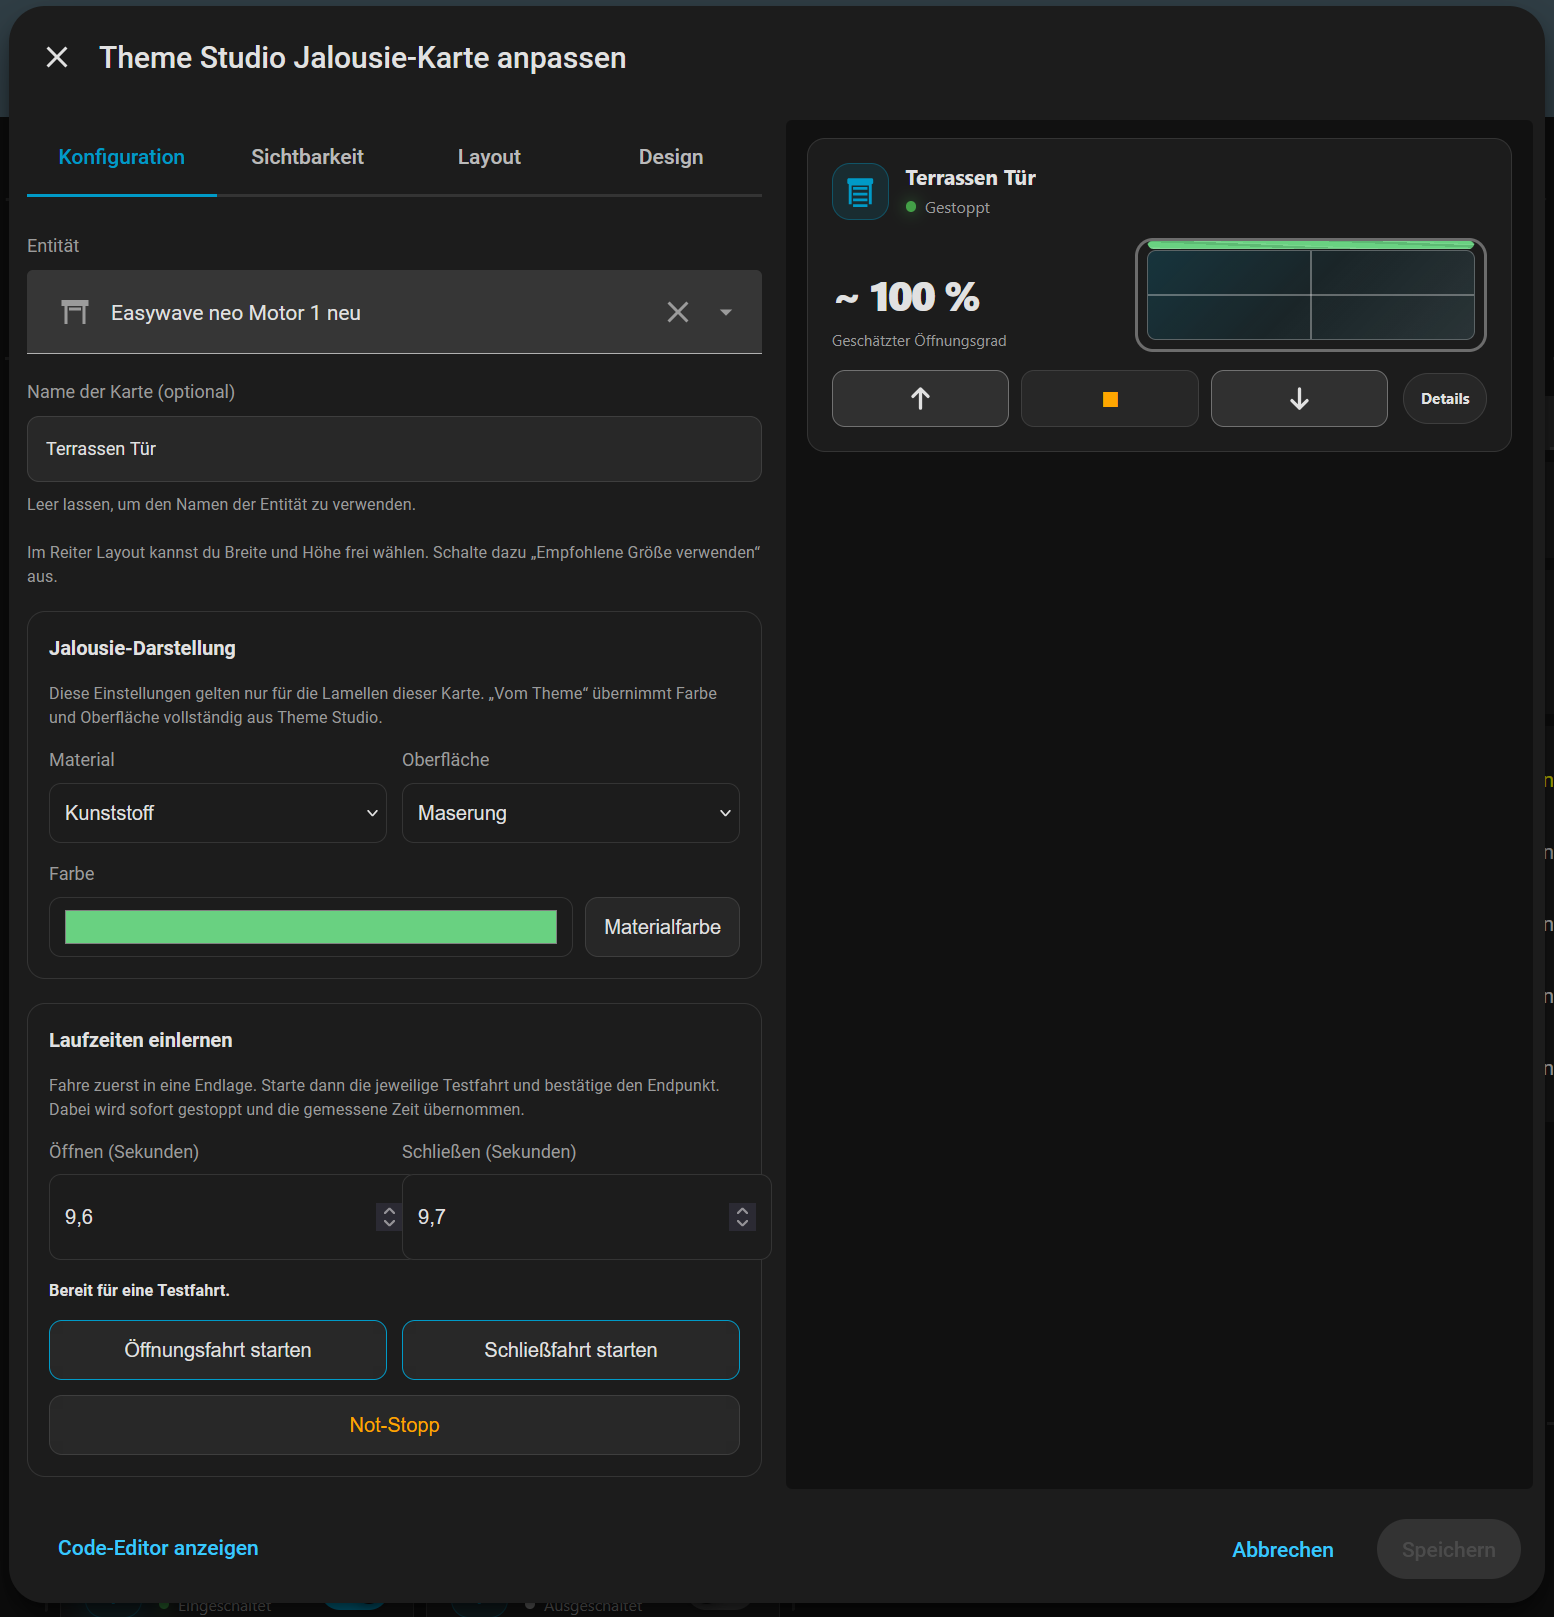 Theme Studio Jalousie-Karte anpassen
Konfiguration
Sichtbarkeit
Layout
Design
Entität
Easywave neo Motor 1 neu
Name der Karte (optional)
Terrassen Tür
Leer lassen, um den Namen der Entität zu verwenden.
Im Reiter Layout kannst du Breite und Höhe frei wählen. Schalte dazu „Empfohlene Größe verwenden“
aus.
Jalousie-Darstellung
Diese Einstellungen gelten nur für die Lamellen dieser Karte. „Vom Theme“ übernimmt Farbe
und Oberfläche vollständig aus Theme Studio.
Material
Oberfläche
Kunststoff
Maserung
Farbe
Materialfarbe
Laufzeiten einlernen
Fahre zuerst in eine Endlage. Starte dann die jeweilige Testfahrt und bestätige den Endpunkt.
Dabei wird sofort gestoppt und die gemessene Zeit übernommen.
Öffnen (Sekunden)
Schließen (Sekunden)
9,6
9,7
Bereit für eine Testfahrt.
Öffnungsfahrt starten
Schließfahrt starten
Not-Stopp
Terrassen Tür
Gestoppt
~ 100 %
Geschätzter Öffnungsgrad
Details
Code-Editor anzeigen
Abbrechen
Speichern
Eingeschaltet
Ausgeschaltet